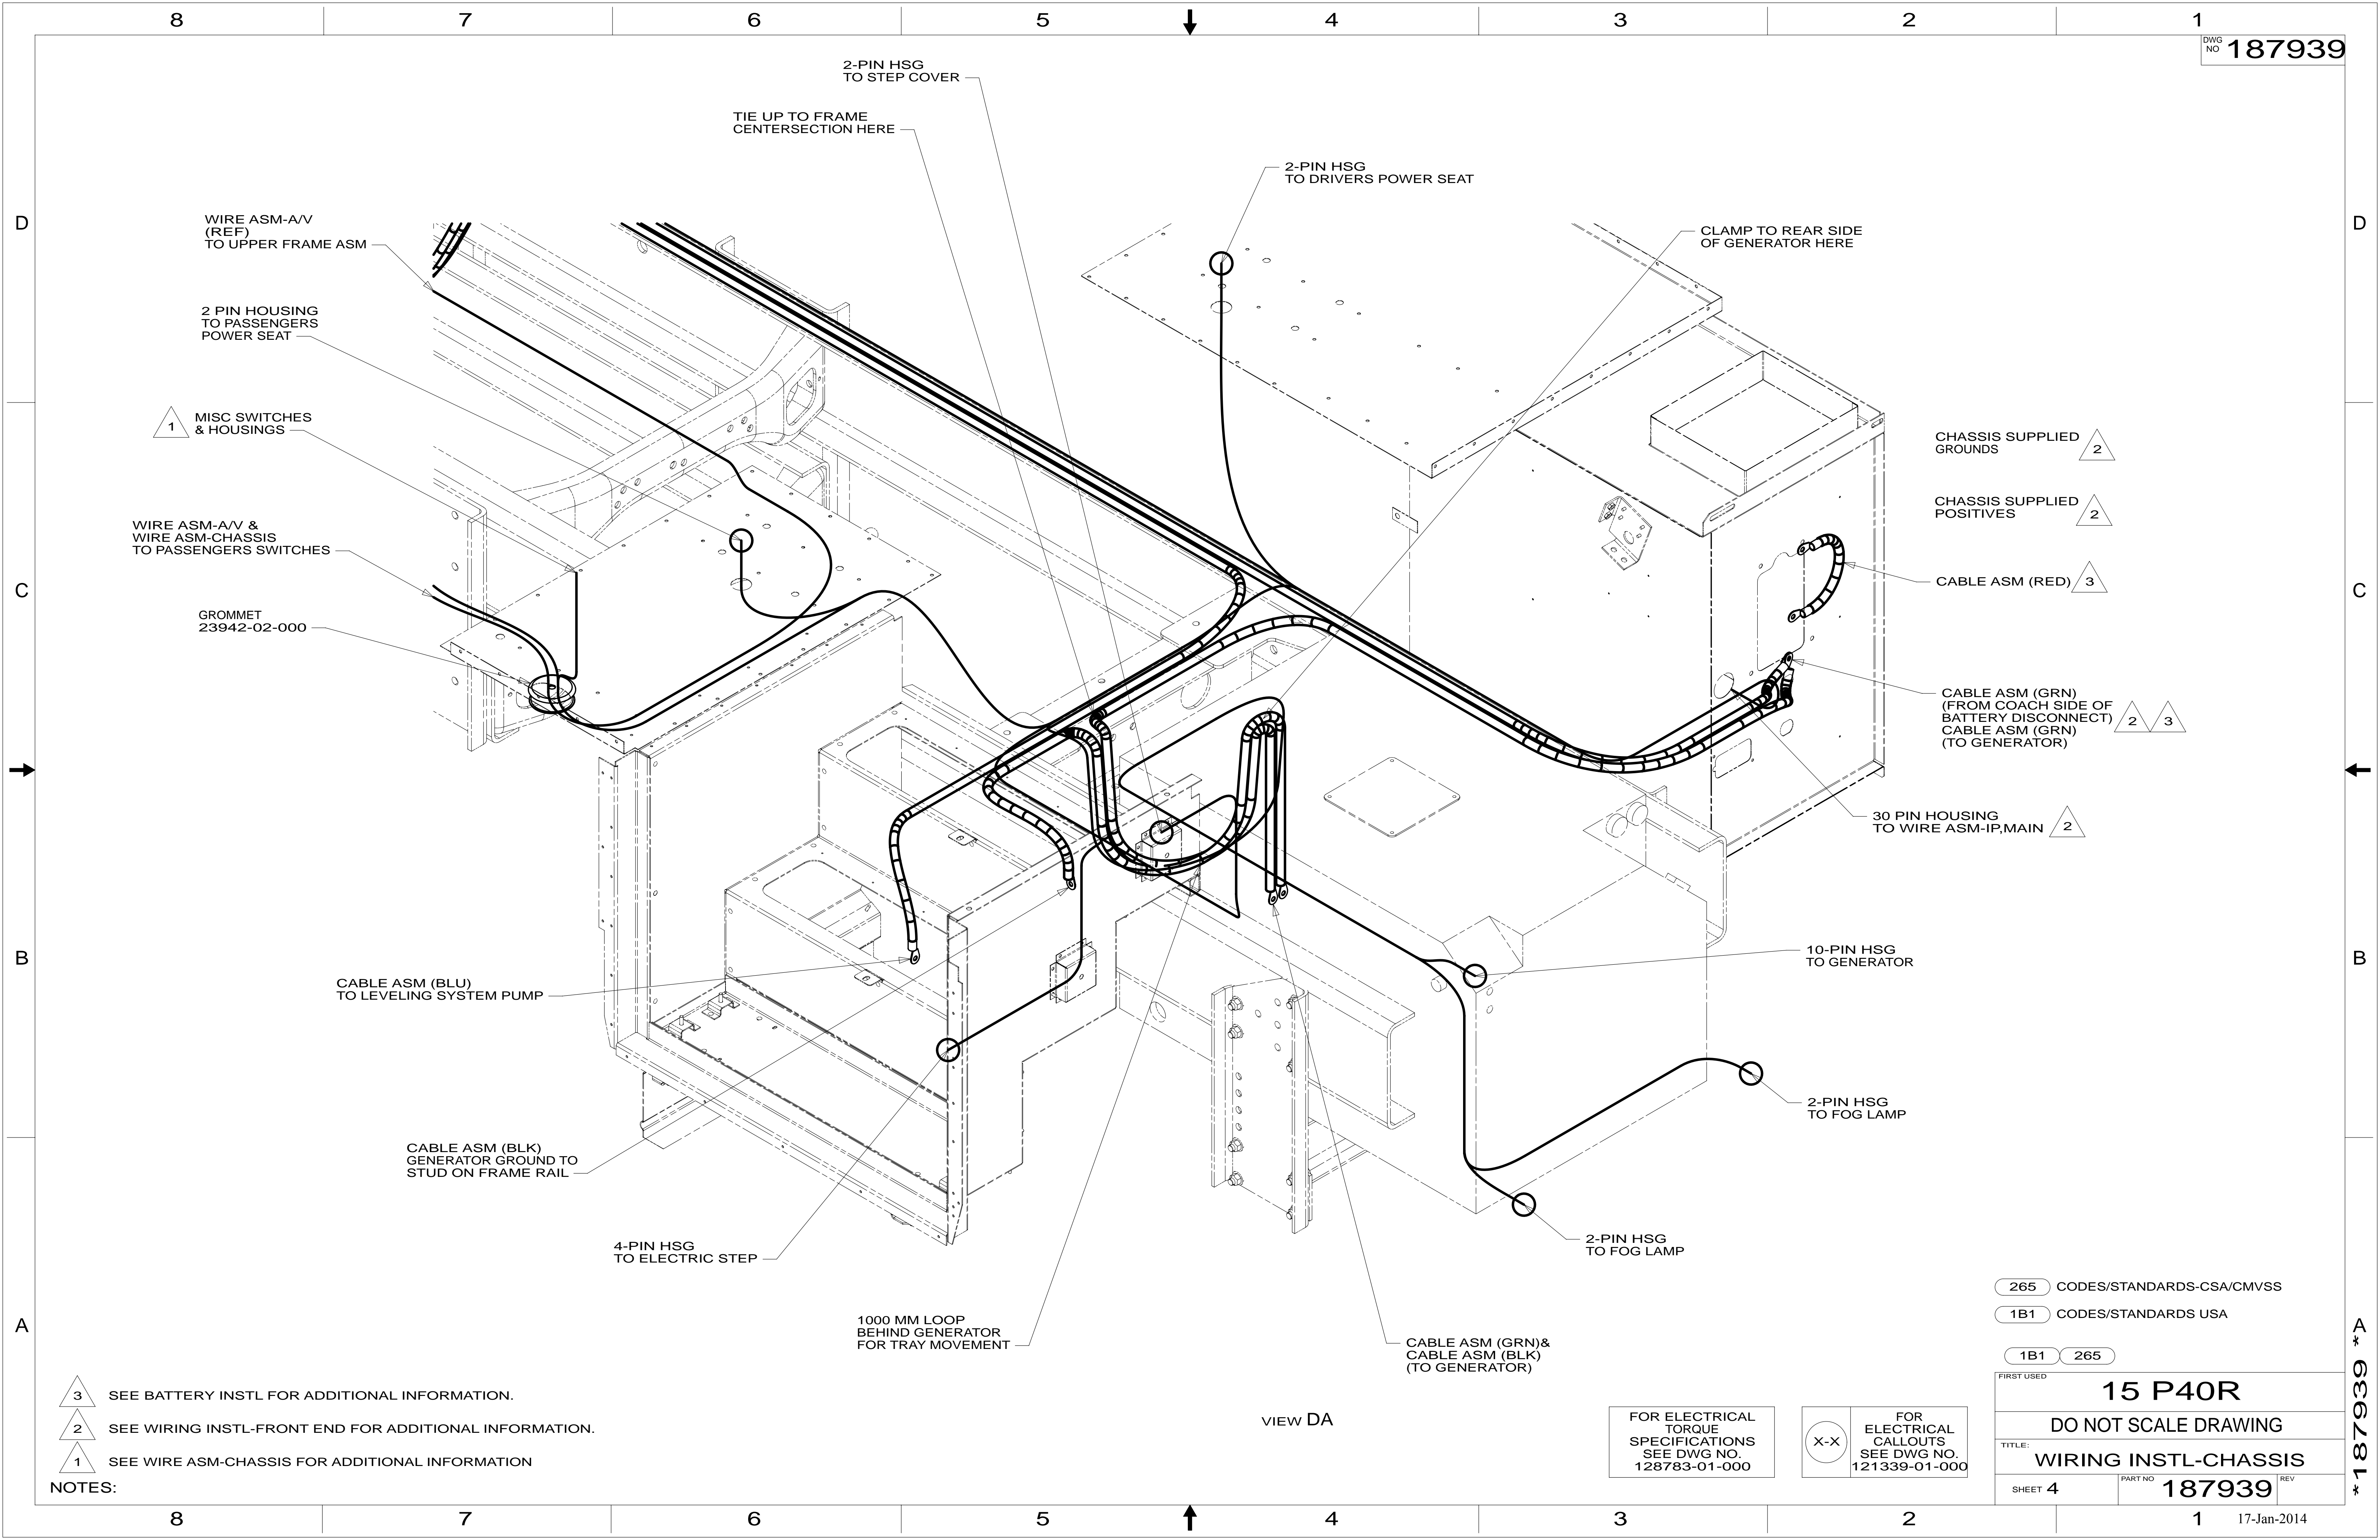 8 7 6 5 4 3 2 1
DWG
NO 187939
2-PIN HSG
TO STEP COVER
TIE UP TO FRAME
CENTERSECTION HERE
2-PIN HSG
TO DRIVERS POWER SEAT
D
D
WIRE ASM-A/V
(REF)
TO UPPER FRAME ASM
CLAMP TO REAR SIDE
OF GENERATOR HERE
2 PIN HOUSING
TO PASSENGERS
POWER SEAT
1
MISC SWITCHES
& HOUSINGS
CHASSIS SUPPLIED
GROUNDS
2
CHASSIS SUPPLIED
POSITIVES
2
WIRE ASM-A/V &
WIRE ASM-CHASSIS
TO PASSENGERS SWITCHES
C
CABLE ASM (RED)
3
C
GROMMET
23942-02-000
CABLE ASM (GRN)
(FROM COACH SIDE OF
BATTERY DISCONNECT)
CABLE ASM (GRN)
(TO GENERATOR)
2 3
30 PIN HOUSING
TO WIRE ASM-IP,MAIN
2
B
B
10-PIN HSG
TO GENERATOR
CABLE ASM (BLU)
TO LEVELING SYSTEM PUMP
2-PIN HSG
TO FOG LAMP
CABLE ASM (BLK)
GENERATOR GROUND TO
STUD ON FRAME RAIL
4-PIN HSG
TO ELECTRIC STEP
2-PIN HSG
TO FOG LAMP
265 CODES/STANDARDS-CSA/CMVSS
1B1 CODES/STANDARDS USA
A
A
1000 MM LOOP
BEHIND GENERATOR
FOR TRAY MOVEMENT
CABLE ASM (GRN)&
CABLE ASM (BLK)
(TO GENERATOR)
1B1 265
3 SEE BATTERY INSTL FOR ADDITIONAL INFORMATION.
2 SEE WIRING INSTL-FRONT END FOR ADDITIONAL INFORMATION.
1 SEE WIRE ASM-CHASSIS FOR ADDITIONAL INFORMATION
NOTES:
VIEW DA
FOR ELECTRICAL
TORQUE
SPECIFICATIONS
SEE DWG NO.
128783-01-000
X-X
FOR
ELECTRICAL
CALLOUTS
SEE DWG NO.
121339-01-000
FIRST USED
15 P40R
DO NOT SCALE DRAWING
TITLE:
WIRING INSTL-CHASSIS
SHEET 4
PART NO 187939
REV
*187939*
8 7 6 5 4 3 2 1
17-Jan-2014